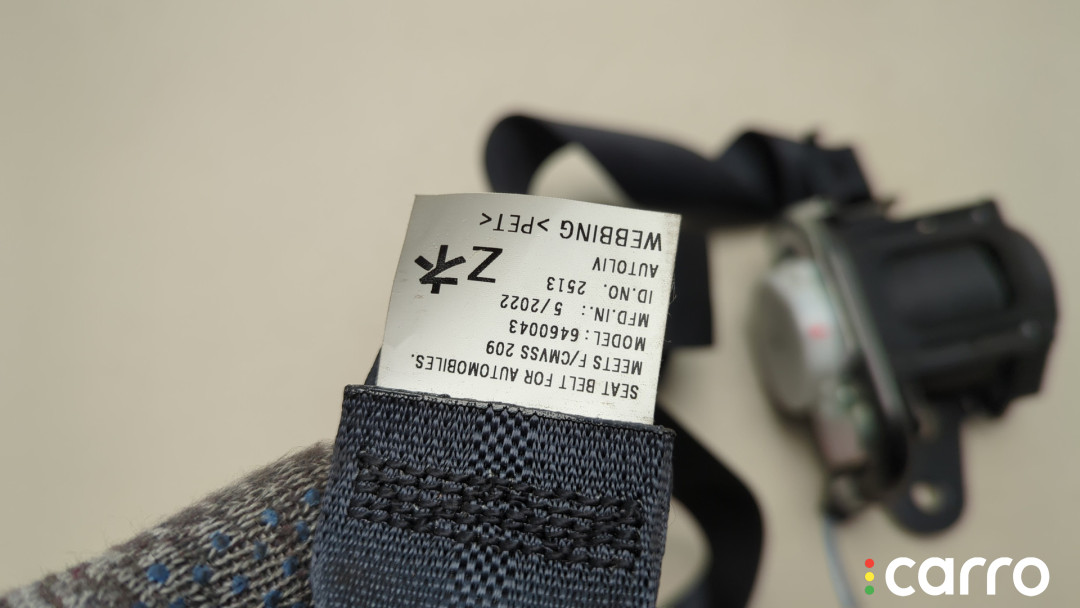 SEAT BELT FOR AUTOMOBILES.
MEETS F/CMVSS 209
MODEL: 6460043
MFD.IN.: 5/2022
ID.NO. 2513
AUTOLIV
WEBBING >PET<
carro